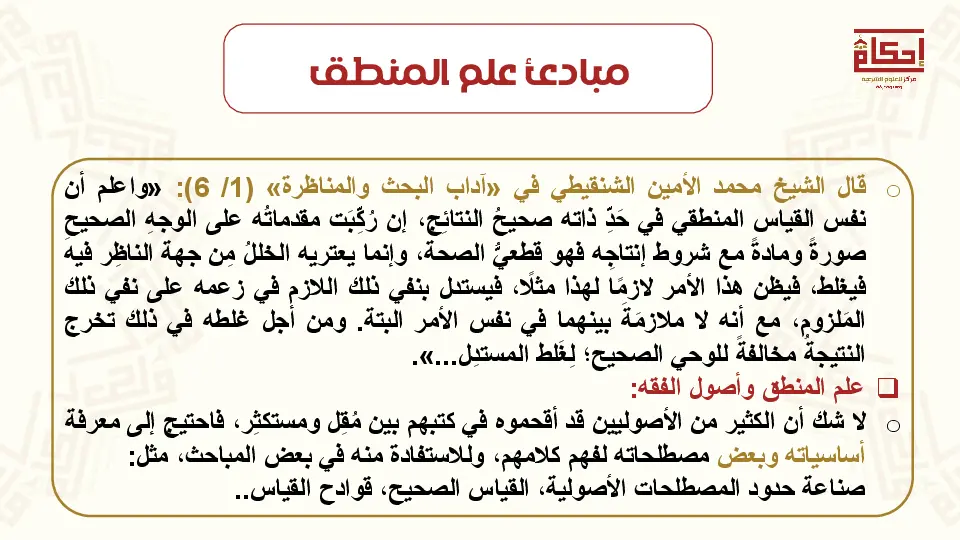 إحكام
مركز للعلوم الشرعية
مبادئ علم المنطق
○ قال الشيخ محمد الأمين الشنقيطي في «آداب البحث والمناظرة» (1/ 6): «واعلم أن
نفس القياس المنطقي في حَدِّ ذاته صحيحُ النتائِجِ، إن رُكِّبَت مقدماتُه على الوجهِ الصحيح
صورةً ومادةً مع شروط إنتاجِه فهو قطعيُّ الصحة، وإنما يعتريه الخللُ مِن جهة الناظِر فيه
فيغلط، فيظن هذا الأمر لازمًا لهذا مثلًا، فيستدل بنفي ذلك اللازم في زعمه على نفي ذلك
المَلزومِ، مع أنه لا ملازمَةَ بينهما في نفس الأمر البتة. ومن أجل غلطه في ذلك تخرج
النتيجةُ مخالفةً للوحي الصحيح؛ لِغَلط المستدِل...».
❑ علم المنطق وأصول الفقه:
○ لا شك أن الكثير من الأصوليين قد أقحموه في كتبهم بين مُقِل ومستكثِر، فاحتيج إلى معرفة
أساسياته وبعض مصطلحاته لفهم كلامهم، وللاستفادة منه في بعض المباحث، مثل:
صناعة حدود المصطلحات الأصولية، القياس الصحيح، قوادح القياس..